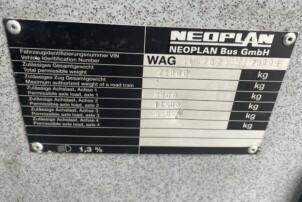 NEOPLAN
NEOPLAN Bus GmbH
Fahrzeugidentifizierungsnummer VIN
Vehicle Identification Number
WAG
Zulässiges Gesamtgewicht
Total permissible weight
kg
Zulässiges Zug Gesamtgewicht
Maximum authorized weight of a road train
kg
Zulässige Achslast, Achse 1
Permissible axle load, axle 1
kg
Zulässige Achslast, Achse 2
Permissible axle load, axle 2
kg
Zulässige Achslast, Achse 3
Permissible axle load, axle 3
kg
Zulässige Achslast, Achse 4
Permissible axle load, axle 4
kg
1,3 %